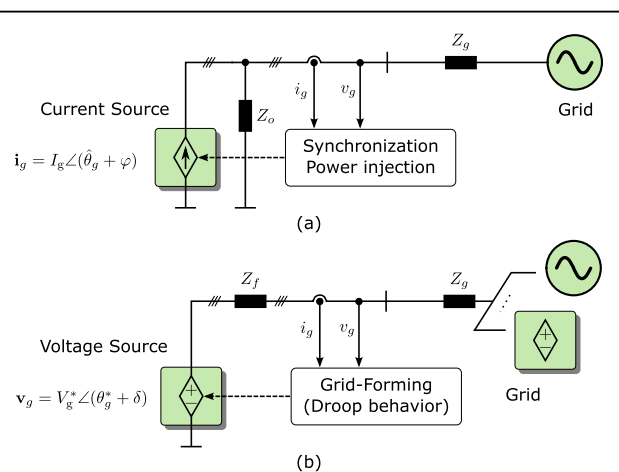 Z_g
i_g
v_g
Current Source
Z_o
Grid
Synchronization
Power injection
i_g = I_g∠(θ̂_g + φ)
(a)
Z_f
Z_g
i_g
v_g
Voltage Source
+
−
Grid-Forming
(Droop behavior)
+
−
Grid
v_g = V_g^*∠(θ_g^* + δ)
(b)